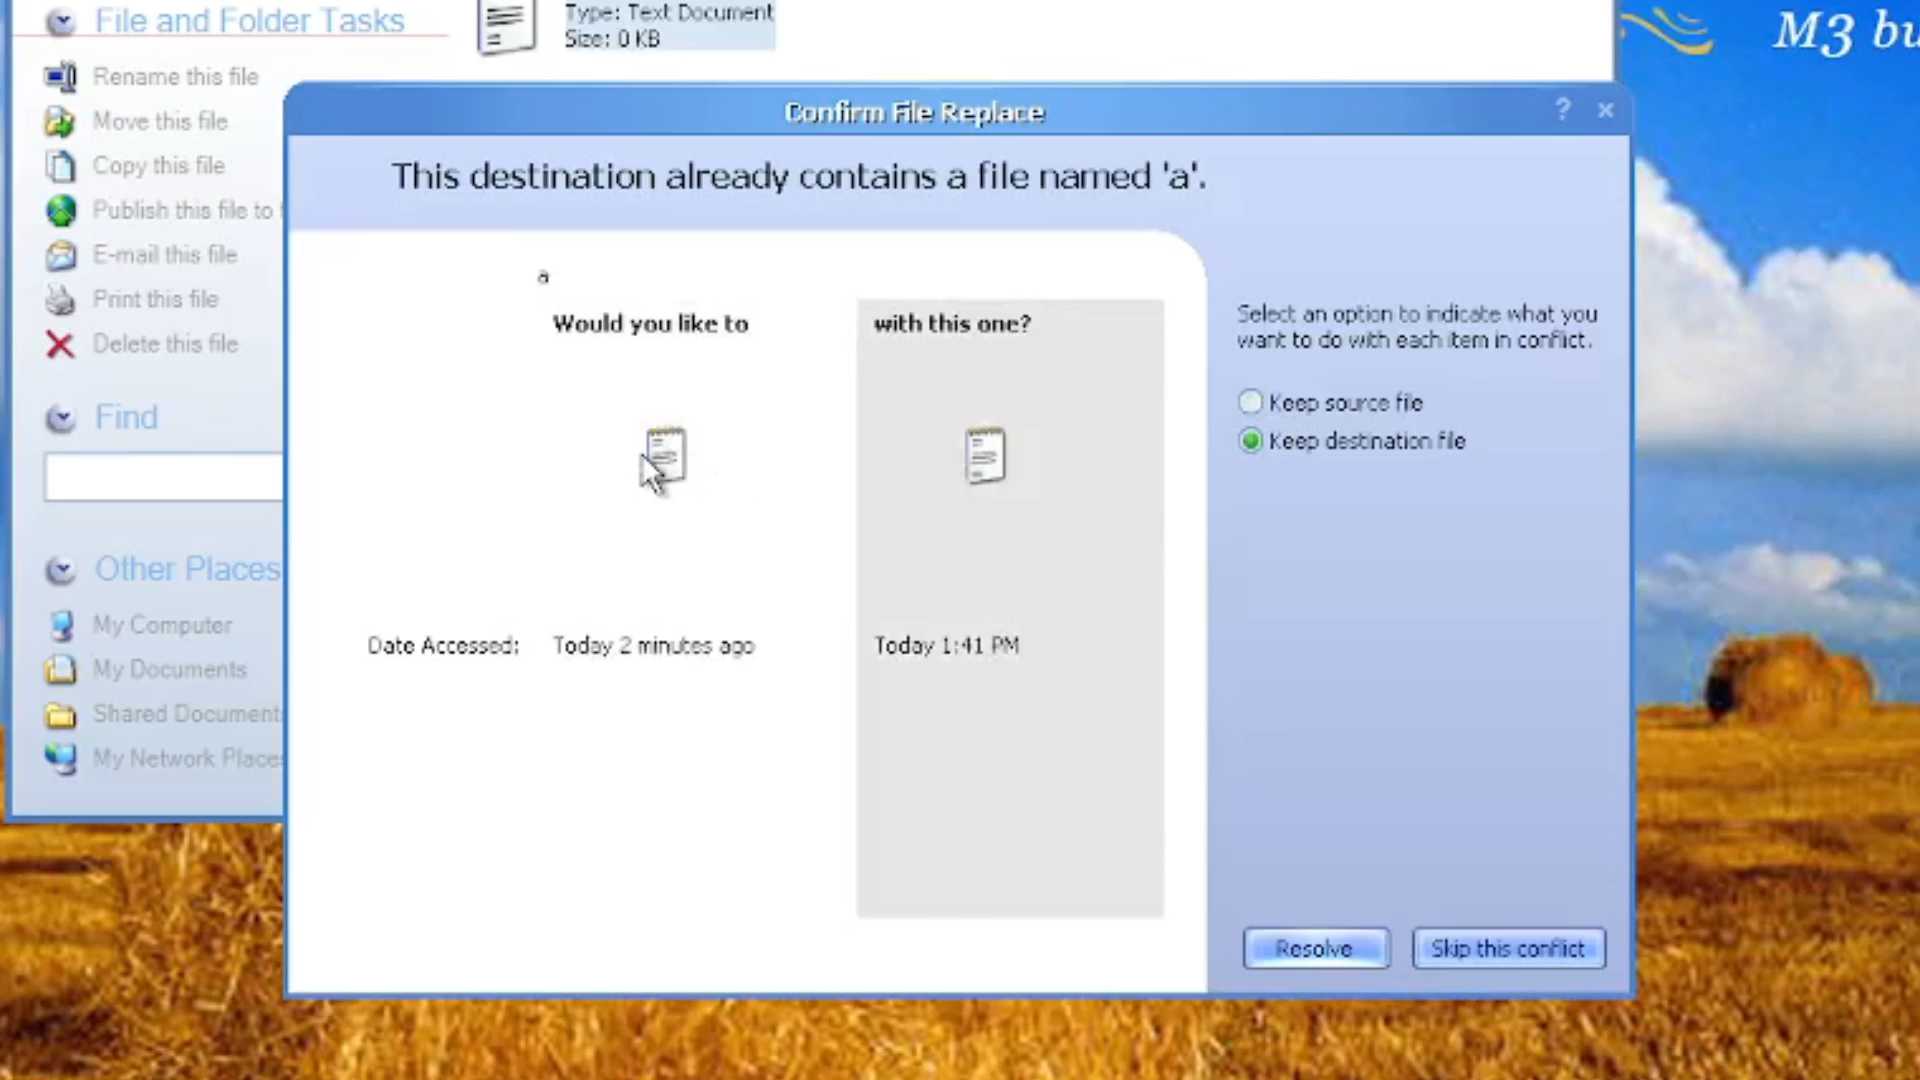 File and Folder Tasks
Type: Text Document
Size: 0 KB
M3 bu
Rename this file
Move this file
Copy this file
Publish this file to
E-mail this file
Print this file
Delete this file
Find
Other Places
My Computer
My Documents
Shared Document
My Network Places
Confirm File Replace
This destination already contains a file named 'a'.
a
Would you like to
with this one?
Date Accessed:
Today 2 minutes ago
Today 1:41 PM
Select an option to indicate what you
want to do with each item in conflict.
Keep source file
Keep destination file
Resolve
Skip this conflict